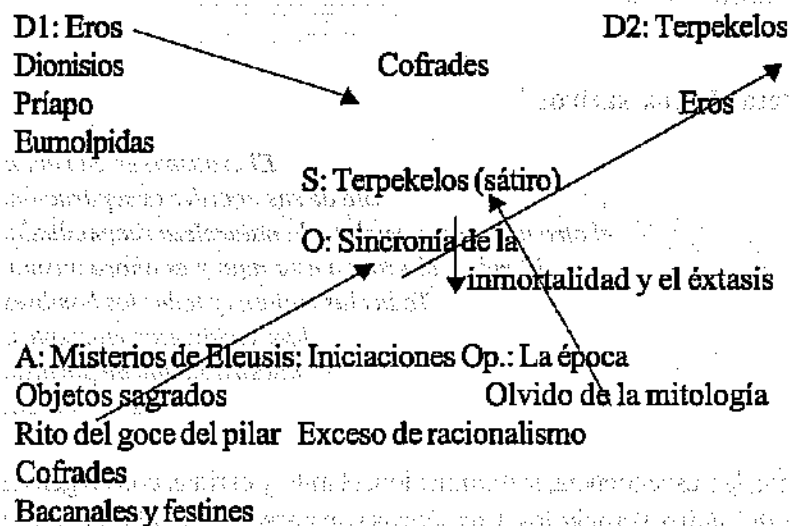 D1: Eros D2: Terpekelos
Dionisios Cofrades
Príapo Eros
Eumolpidas
S: Terpekelos (sátiro)
O: Sincronía de la
inmortalidad y el éxtasis
A: Misterios de Eleusis: Iniciaciones Op.: La época
Objetos sagrados Olvido de la mitología
Rito del goce del pilar Exceso de racionalismo
Cofrades
Bacanales y festines